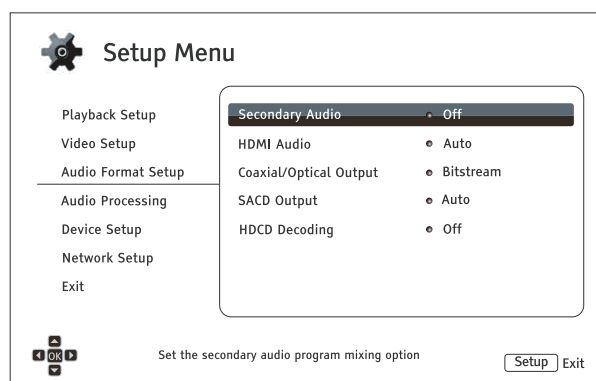 Setup Menu
Playback Setup
Video Setup
Audio Format Setup
Audio Processing
Device Setup
Network Setup
Exit
Secondary Audio Off
HDMI Audio Auto
Coaxial/Optical Output Bitstream
SACD Output Auto
HDCD Decoding Off
OK
Set the secondary audio program mixing option
Setup Exit